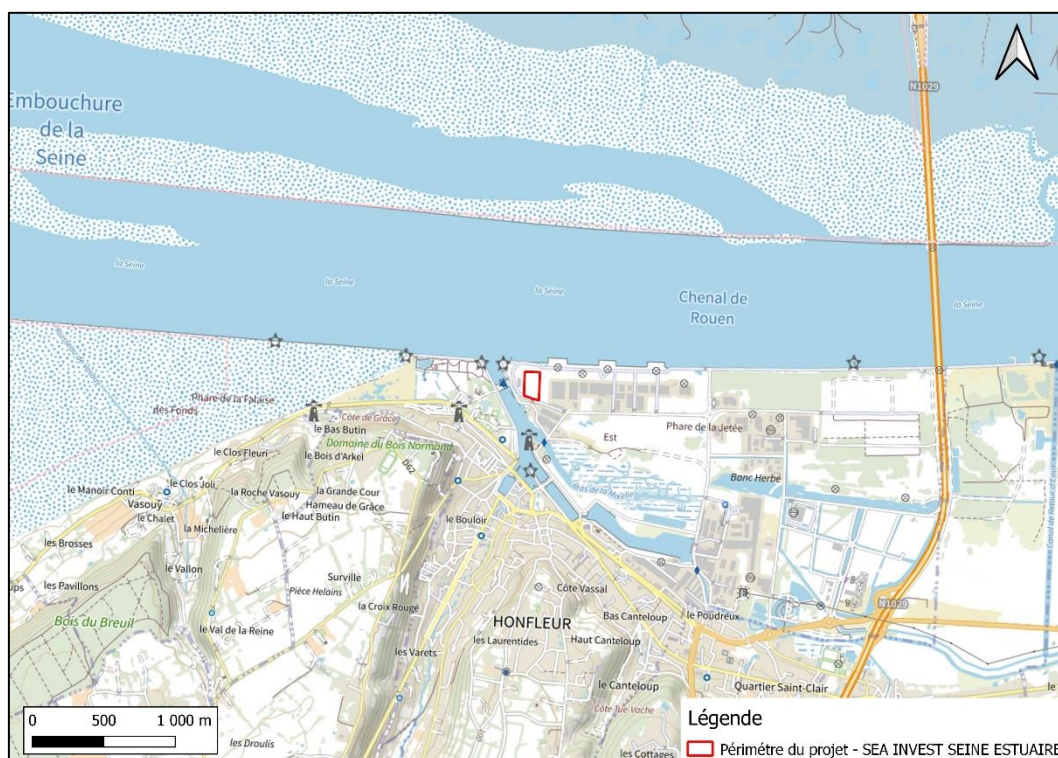 N1029
Embouchure
de la
Seine
la Seine
la Seine
la Seine
Chenal de
Rouen
la Seine
Phare de la Falaise
des Fonds
Côte de Grâce
le Bas Butin
Domaine du Bois Normand
le Clos Fleuri
le Bois d'Arkel
D62
Est
Phare de la Jetée
Banc Herbé
le Manoir Conti
le Clos Joli
Vasouy
la Roche Vasouy
la Grande Cour
Hameau de Grâce
le Chalet
la Michelière
le Haut Butin
le Bouloir
les Brosses
le Vallon
Surville
Côte Vassal
les Pavillons
Pièce Helains
N1029
Bois du Breuil
la Croix Rouge
HONFLEUR
Bas Canteloup
le Poudreux
le Val de la Reine
les Laurentides
Haut Canteloup
les Varets
le Canteloup
Quartier Saint-Clair
Côte Tue-Vache
les Droulis
les Cottages
0 500 1 000 m
Légende
Périmétre du projet - SEA INVEST SEINE ESTUAIRE